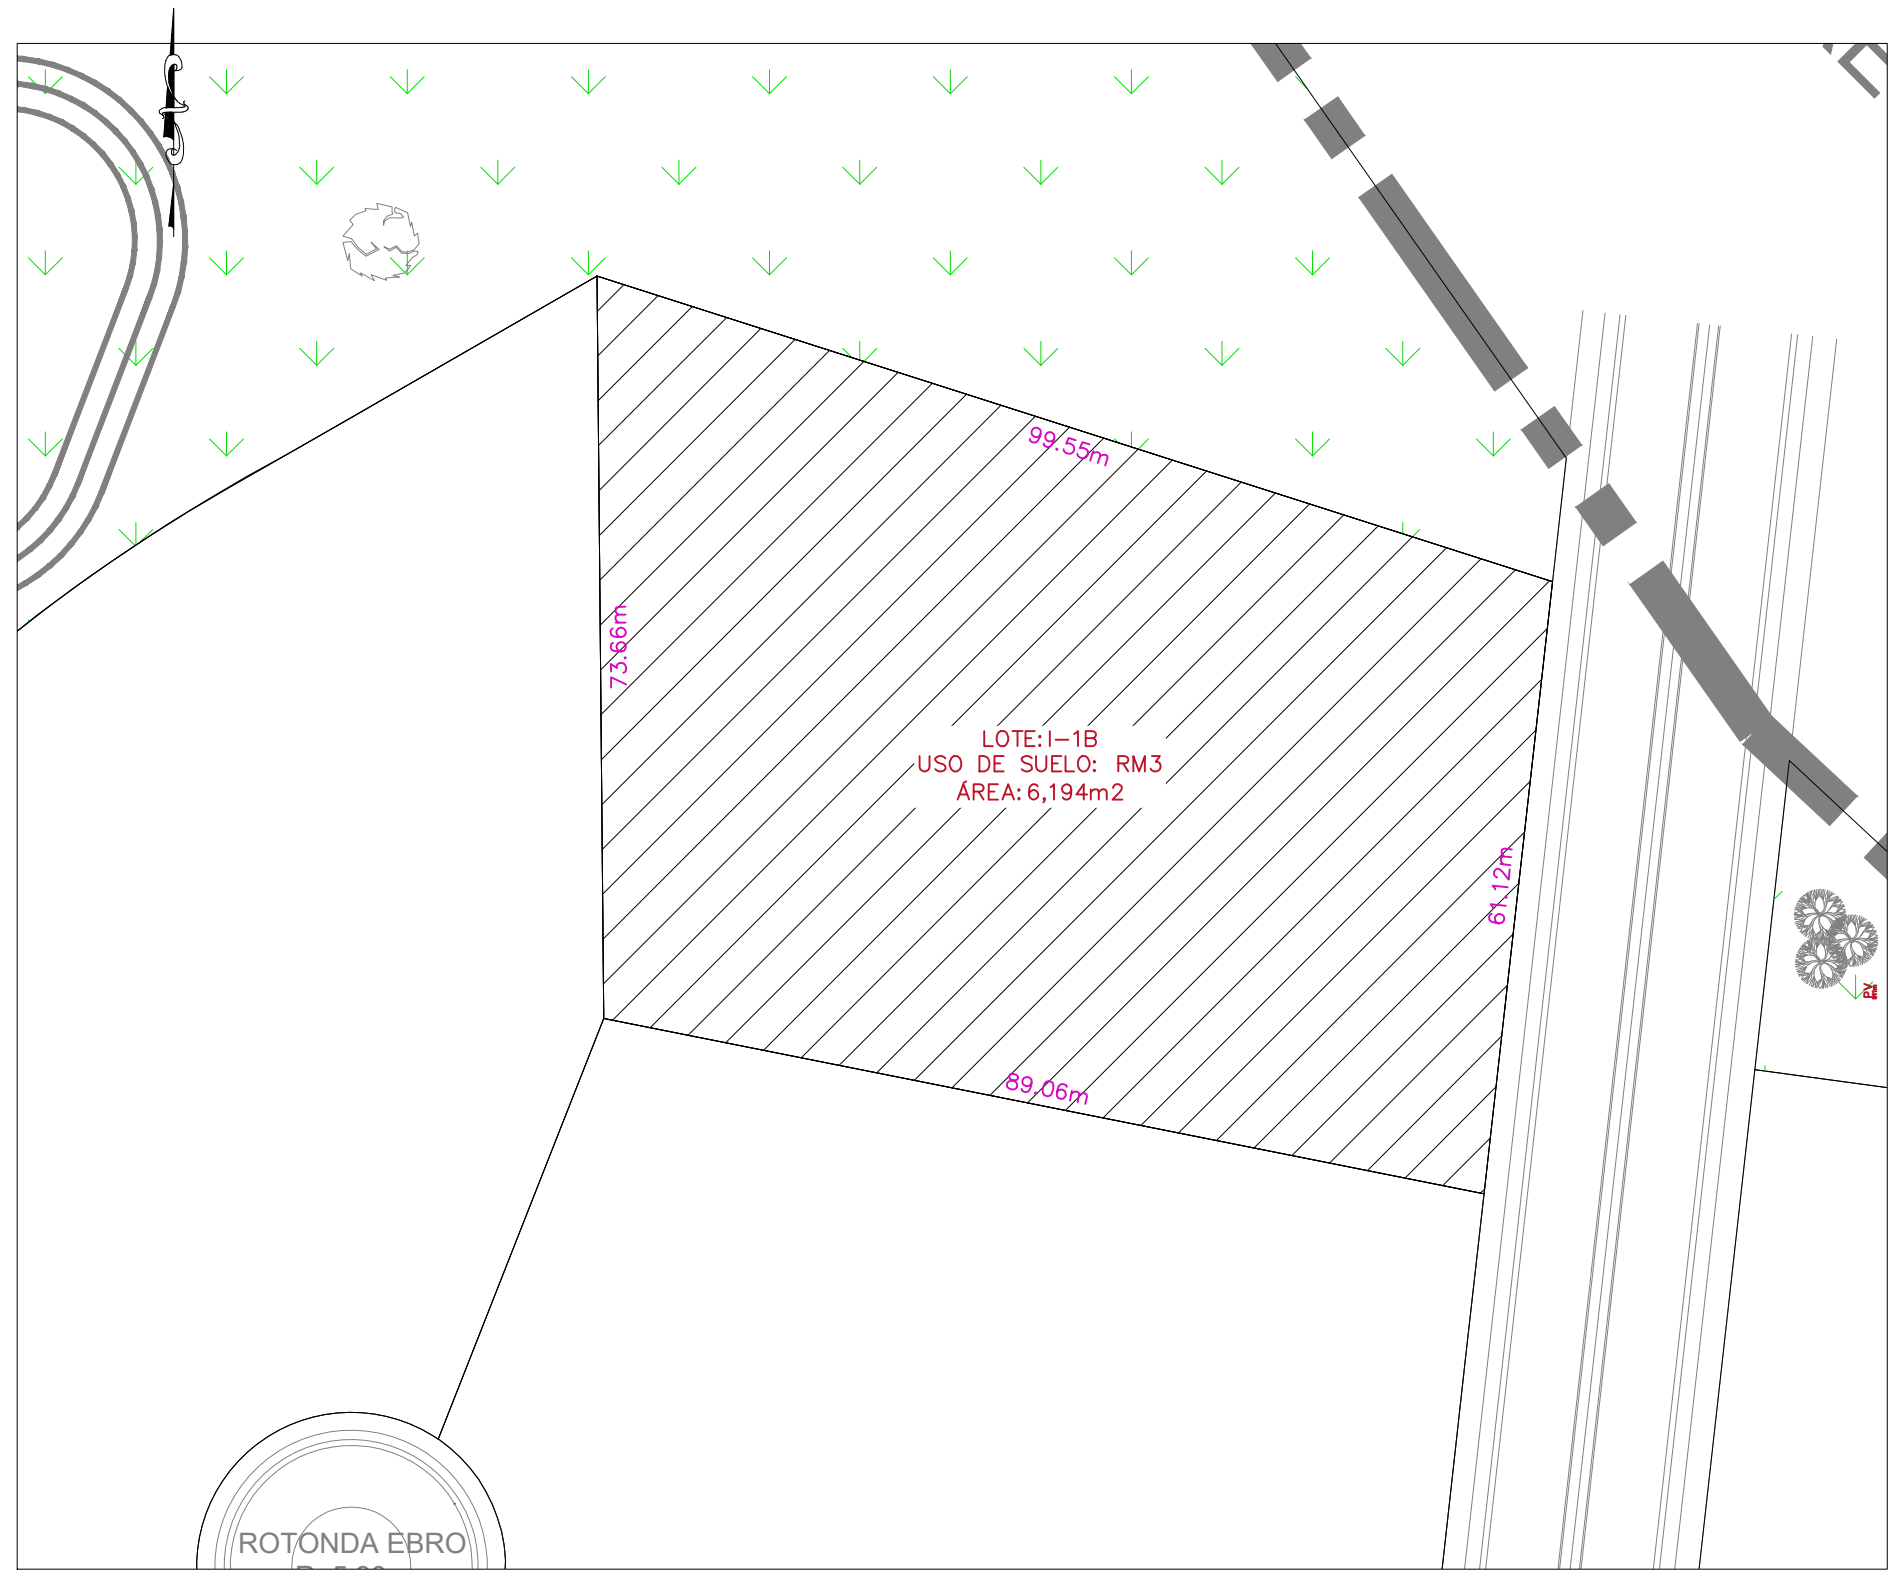 99.55m
73.66m
LOTE:I-1B
USO DE SUELO: RM3
ÁREA:6,194m2
61.12m
89.06m
PV
ROTONDA EBRO